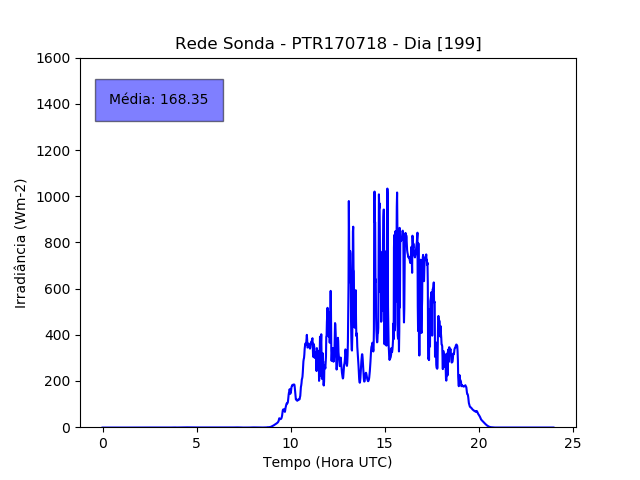 Rede Sonda - PTR170718 - Dia [199]
1600
1400
1200
1000
800
600
400
200
0
Média: 168.35
Irradiância (Wm-2)
0 5 10 15 20 25
Tempo (Hora UTC)